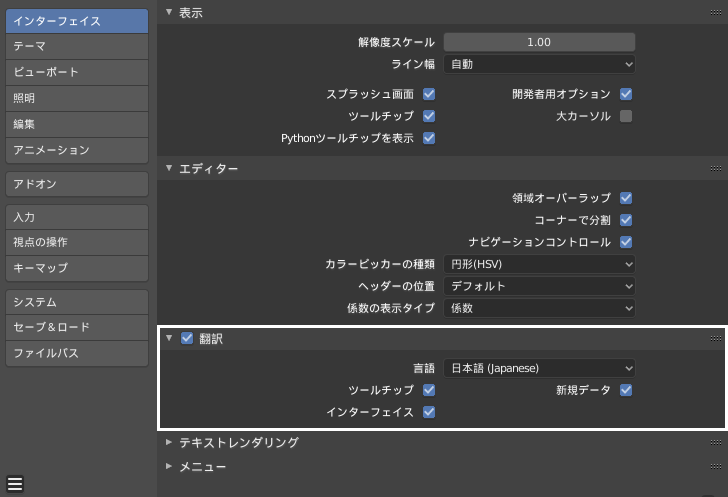 インターフェイス
テーマ
ビューポート
照明
編集
アニメーション
アドオン
入力
視点の操作
キーマップ
システム
セーブ＆ロード
ファイルパス
表示
解像度スケール 1.00
ライン幅 自動
スプラッシュ画面 開発者用オプション
ツールチップ 大カーソル
Pythonツールチップを表示
エディター
領域オーバーラップ
コーナーで分割
ナビゲーションコントロール
カラーピッカーの種類 円形(HSV)
ヘッダーの位置 デフォルト
係数の表示タイプ 係数
翻訳
言語 日本語 (Japanese)
ツールチップ 新規データ
インターフェイス
テキストレンダリング
メニュー